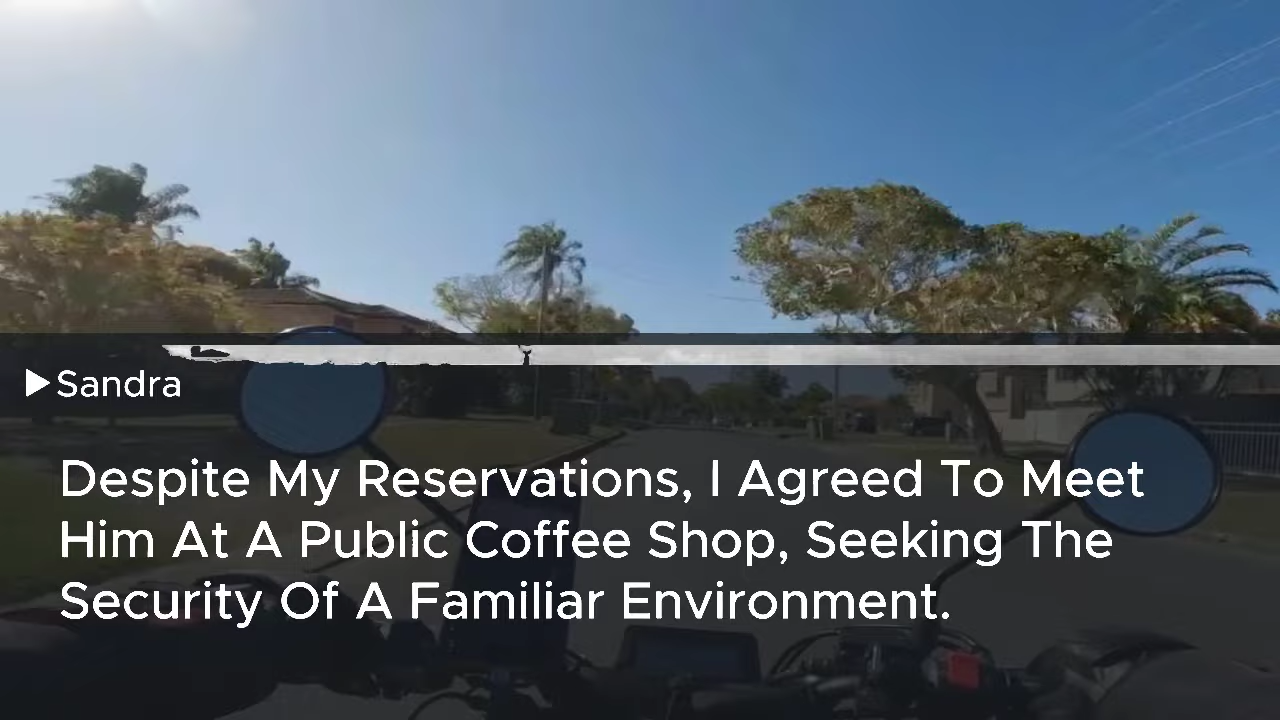 Sandra
Despite My Reservations, I Agreed To Meet
Him At A Public Coffee Shop, Seeking The
Security Of A Familiar Environment.